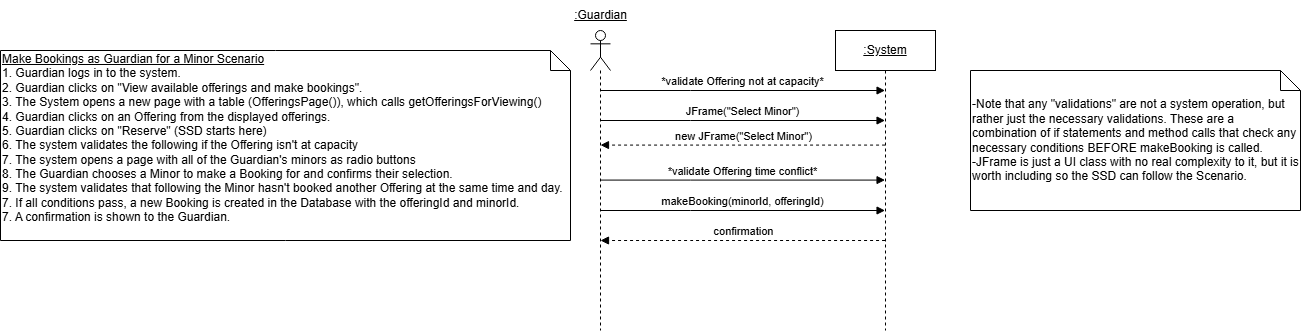 :Guardian
:System
Make Bookings as Guardian for a Minor Scenario
1. Guardian logs in to the system.
2. Guardian clicks on "View available offerings and make bookings".
3. The System opens a new page with a table (OfferingsPage()), which calls getOfferingsForViewing()
4. Guardian clicks on an Offering from the displayed offerings.
5. Guardian clicks on "Reserve" (SSD starts here)
6. The system validates the following if the Offering isn't at capacity
7. The system opens a page with all of the Guardian's minors as radio buttons
8. The Guardian chooses a Minor to make a Booking for and confirms their selection.
9. The system validates that following the Minor hasn't booked another Offering at the same time and day.
7. If all conditions pass, a new Booking is created in the Database with the offeringId and minorId.
7. A confirmation is shown to the Guardian.
*validate Offering not at capacity*
JFrame("Select Minor")
new JFrame("Select Minor")
*validate Offering time conflict*
makeBooking(minorId, offeringId)
confirmation
-Note that any "validations" are not a system operation, but
rather just the necessary validations. These are a
combination of if statements and method calls that check any
necessary conditions BEFORE makeBooking is called.
-JFrame is just a UI class with no real complexity to it, but it is
worth including so the SSD can follow the Scenario.